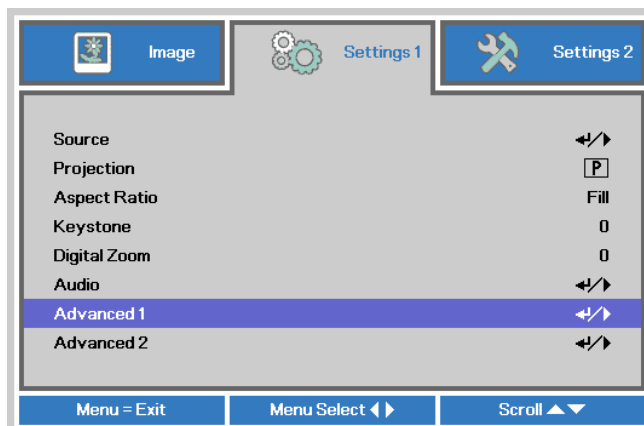 Image
Settings 1
Settings 2
Source
Projection P
Aspect Ratio Fill
Keystone 0
Digital Zoom 0
Audio
Advanced 1
Advanced 2
Menu = Exit
Menu Select
Scroll